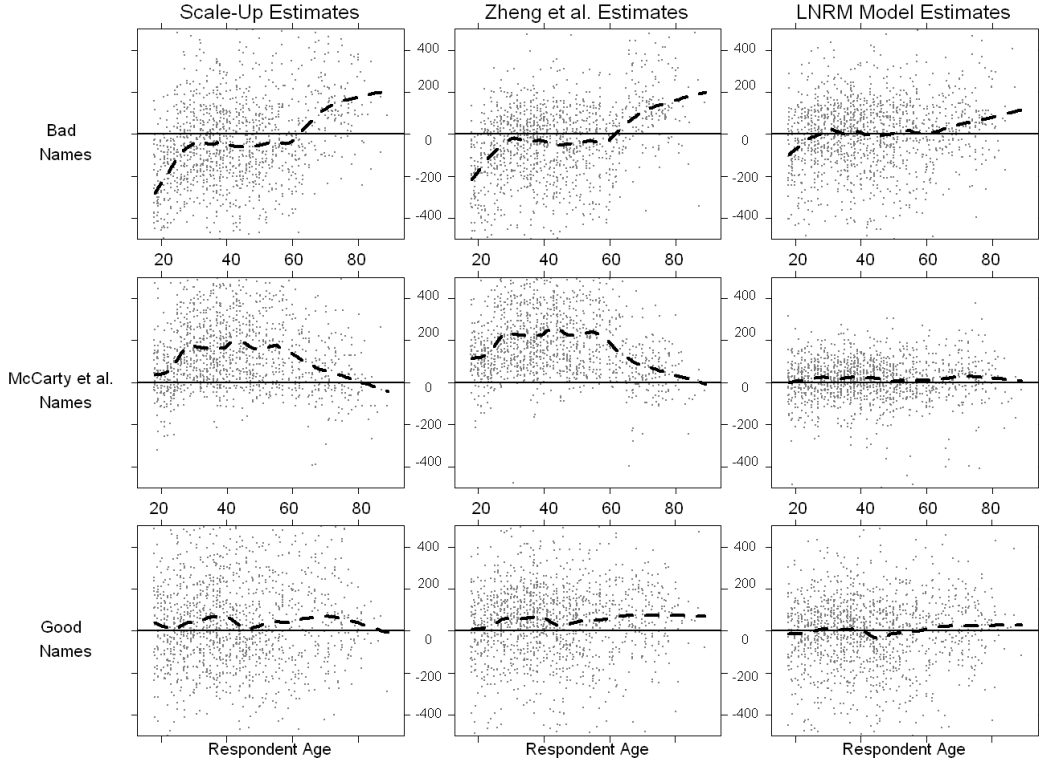 Scale-Up Estimates Zheng et al. Estimates LNRM Model Estimates
400 400 400
200 200 200
Bad
Names
0 0 0
-200 -200 -200
-400 -400 -400
20 40 60 80 20 40 60 80 20 40 60 80
400 400 400
200 200 200
McCarty et al.
Names
0 0 0
-200 -200 -200
-400 -400 -400
20 40 60 80 20 40 60 80 20 40 60 80
400 400 400
200 200 200
Good
Names
0 0 0
-200 -200 -200
-400 -400 -400
Respondent Age Respondent Age Respondent Age